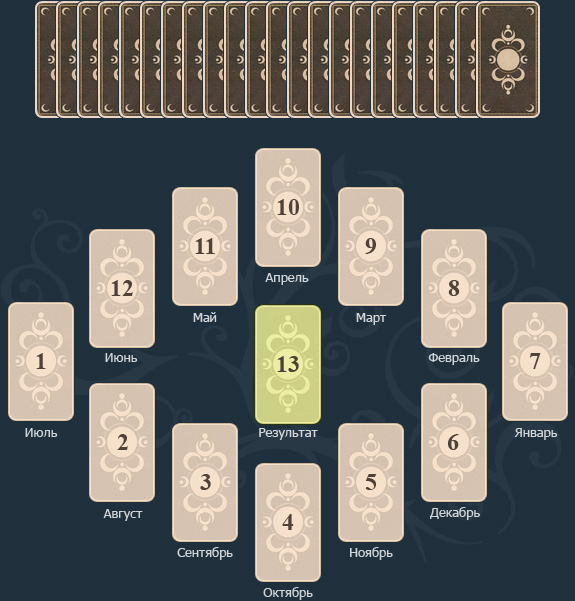 10
Апрель
11
Май
9
Март
12
Июнь
8
Февраль
1
Июль
13
Результат
7
Январь
2
Август
3
Сентябрь
4
Октябрь
5
Ноябрь
6
Декабрь